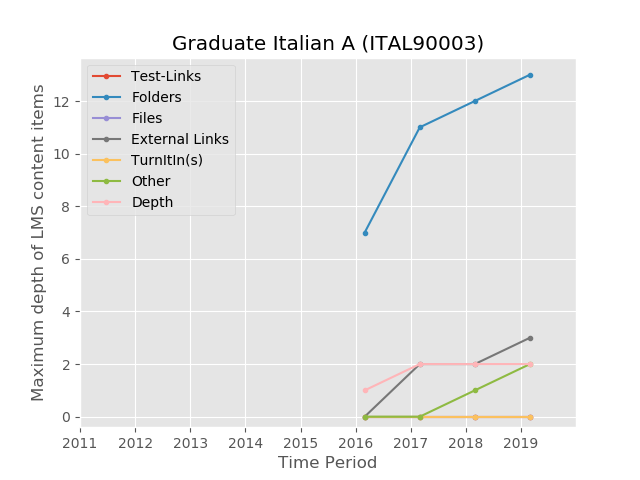 Graduate Italian A (ITAL90003)
Maximum depth of LMS content items
12
10
8
6
4
2
0
Test-Links
Folders
Files
External Links
TurnItIn(s)
Other
Depth
2011 2012 2013 2014 2015 2016 2017 2018 2019
Time Period